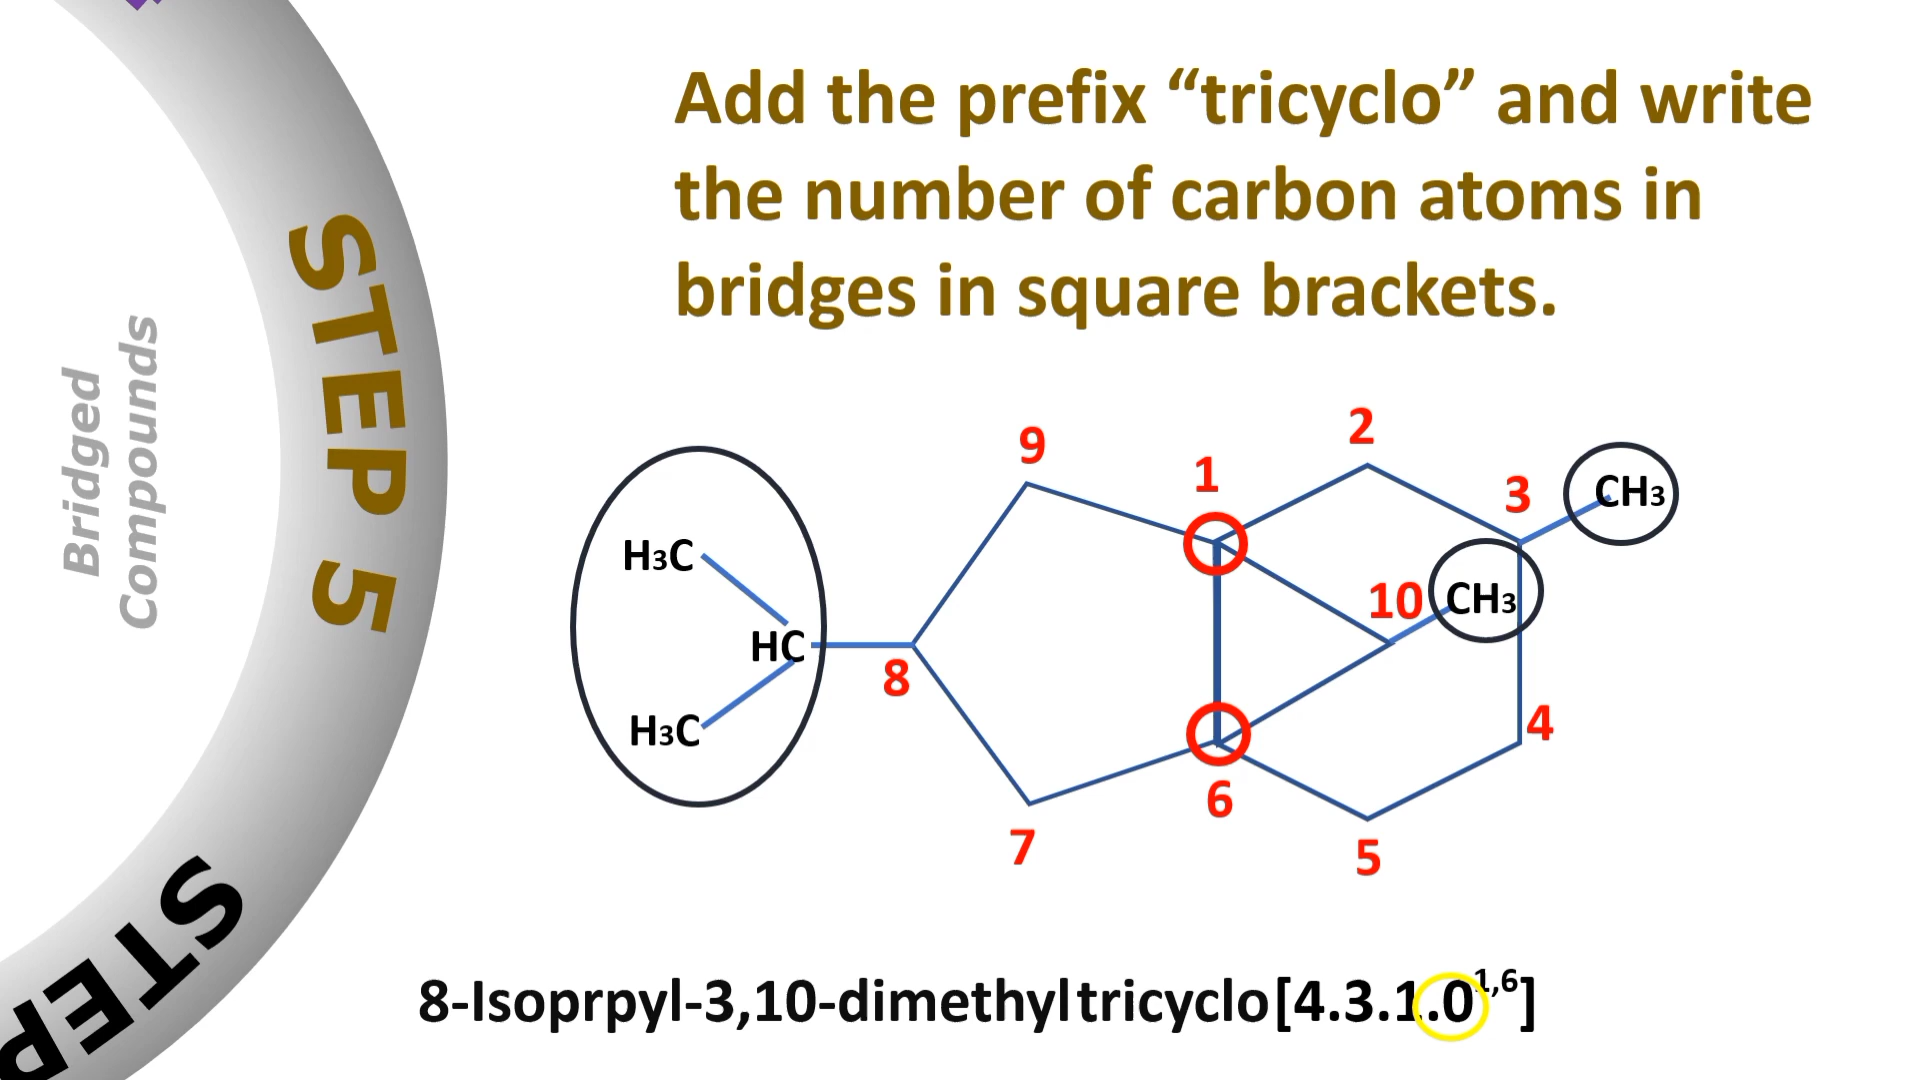 Bridged
Compounds
STEP 5
STEP
Add the prefix “tricyclo” and write
the number of carbon atoms in
bridges in square brackets.
2
9
1
3
CH3
H3C
10
CH3
HC
8
H3C
4
6
7
5
8-Isoprpyl-3,10-dimethyltricyclo[4.3.1.0¹,⁶]